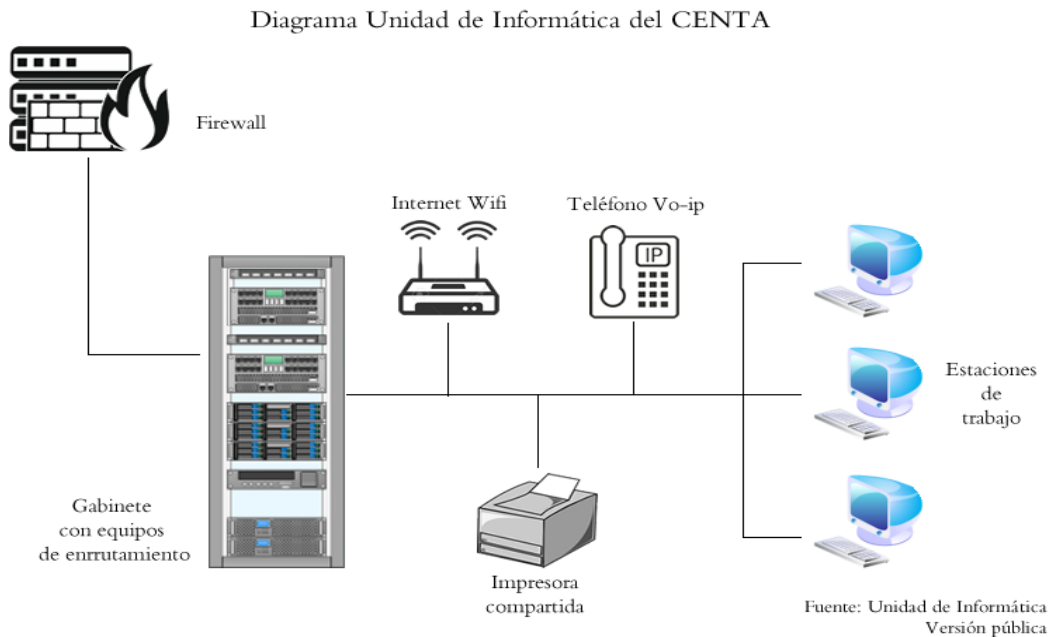 Diagrama Unidad de Informática del CENTA
Firewall
Internet Wifi
Teléfono Vo-ip
IP
Estaciones
de
trabajo
Gabinete
con equipos
de enrrutamiento
Impresora
compartida
Fuente: Unidad de Informática
Versión pública